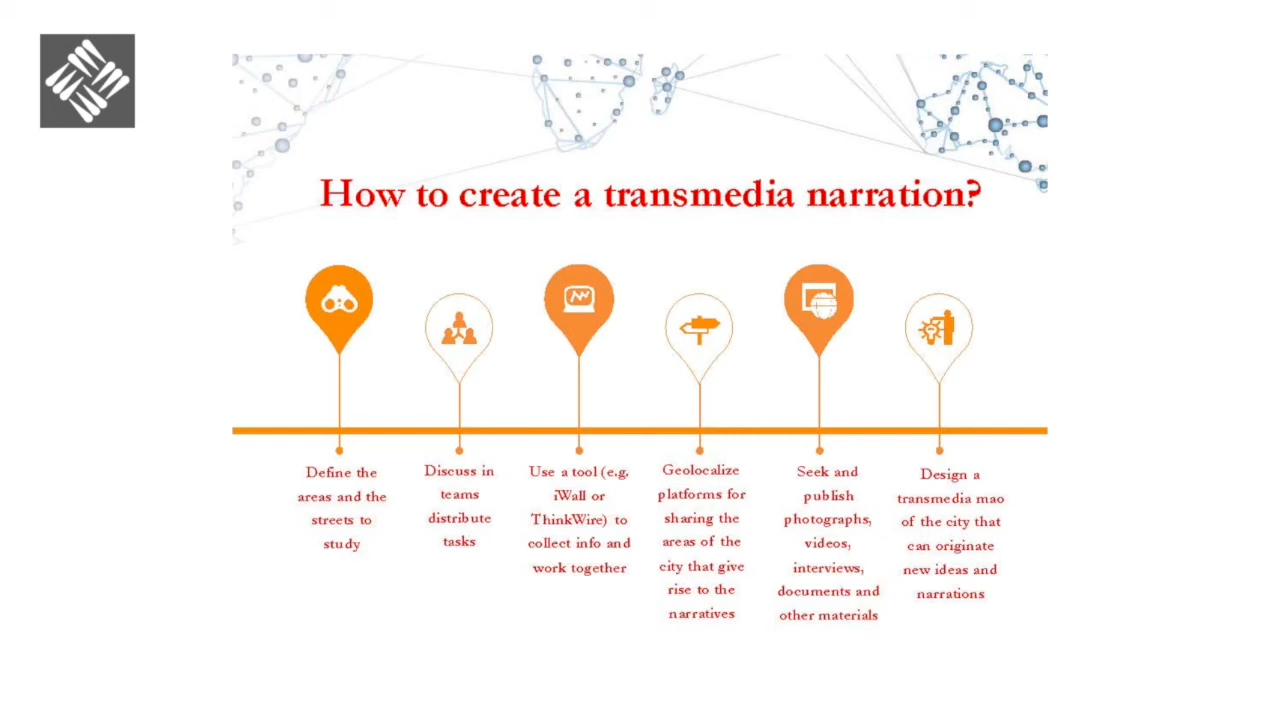 How to create a transmedia narration?
Define the
areas and the
streets to
study
Discuss in
teams
distribute
tasks
Use a tool (e.g.
iWall or
ThinkWire) to
collect info and
work together
Geolocalize
platforms for
sharing the
areas of the
city that give
rise to the
narratives
Seek and
publish
photographs,
videos,
interviews,
documents and
other materials
Design a
transmedia mao
of the city that
can originate
new ideas and
narrations